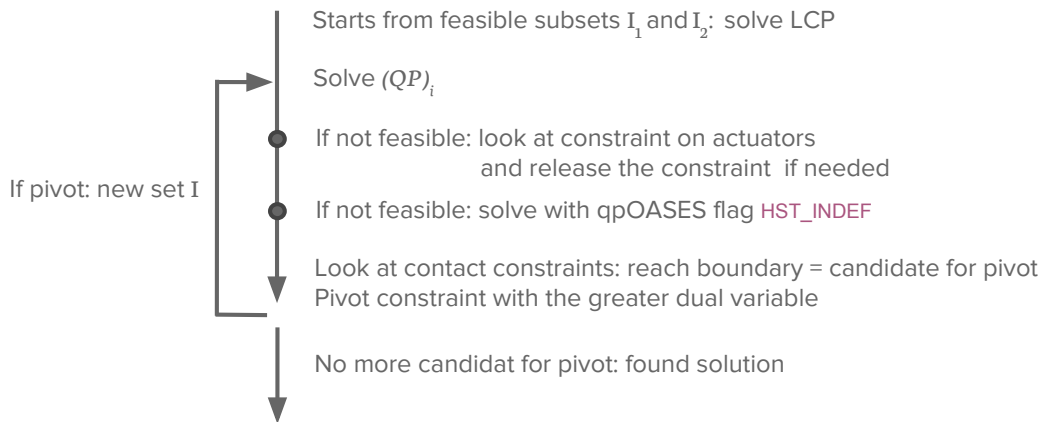 Starts from feasible subsets I₁ and I₂: solve LCP
Solve (QP)ᵢ
If not feasible: look at constraint on actuators
and release the constraint if needed
If pivot: new set I
If not feasible: solve with qpOASES flag HST_INDEF
Look at contact constraints: reach boundary = candidate for pivot
Pivot constraint with the greater dual variable
No more candidat for pivot: found solution